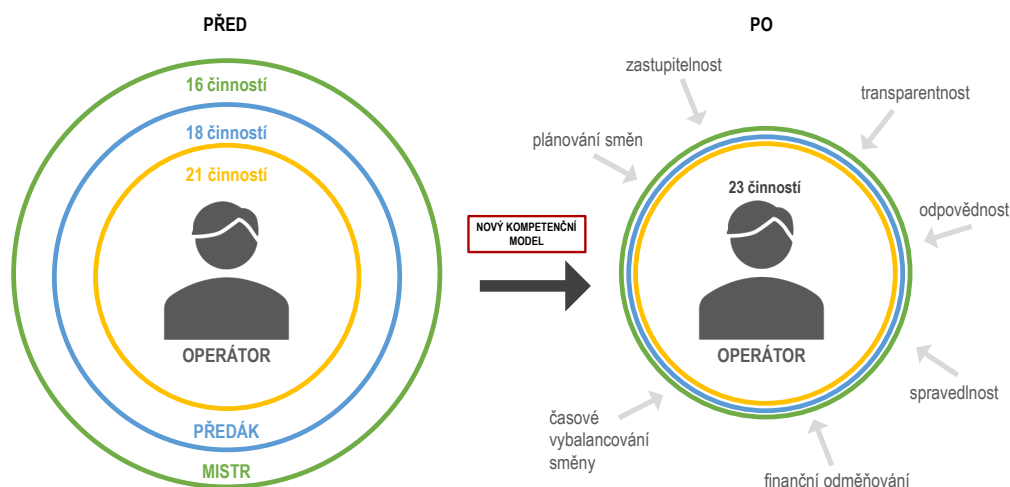 PŘED
16 činností
18 činností
21 činností
OPERÁTOR
PŘEDÁK
MISTR
NOVÝ KOMPETENČNÍ
MODEL
PO
zastupitelnost
transparentnost
plánování směn
23 činností
odpovědnost
OPERÁTOR
spravedlnost
časové
vybalancování
směny
finanční odměňování